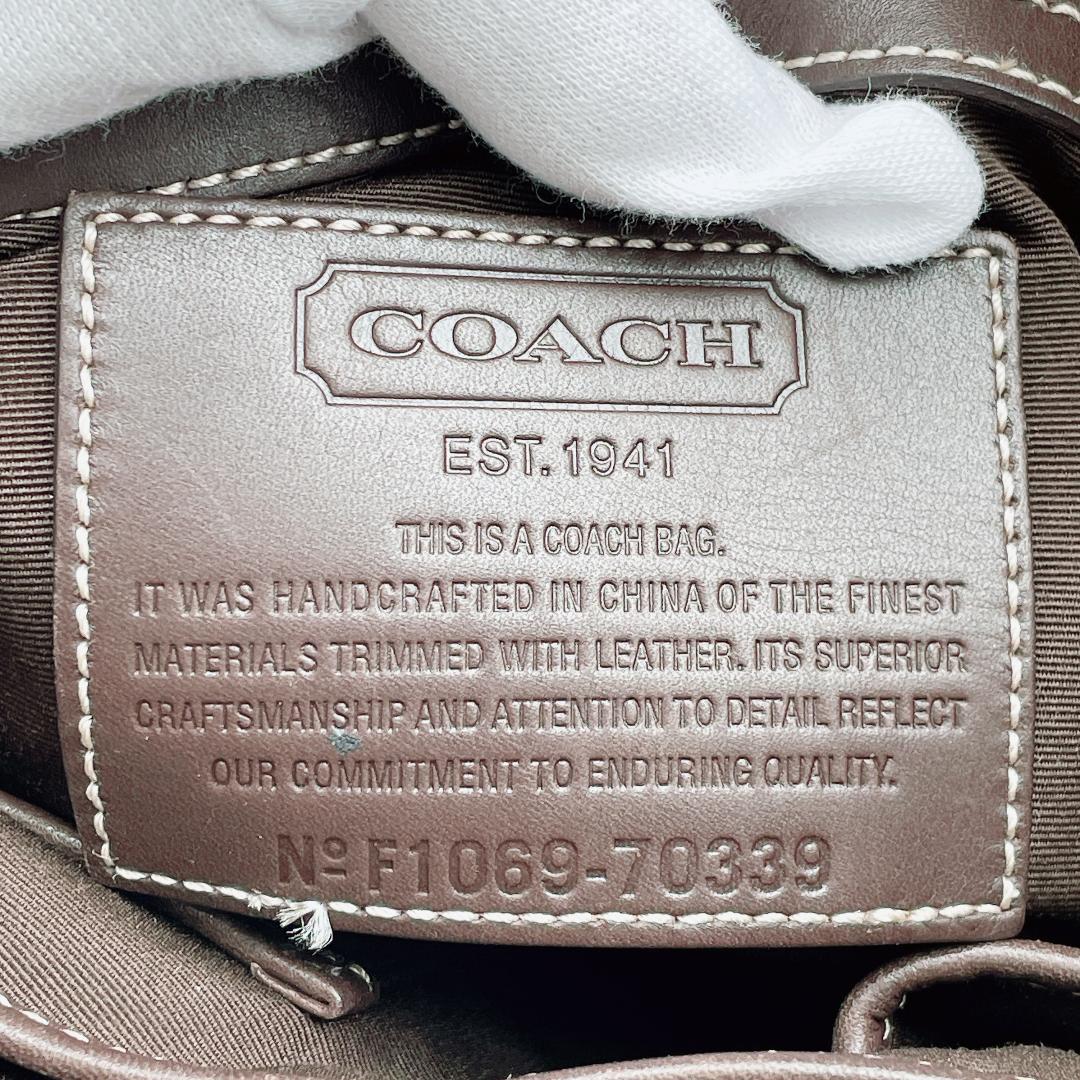 COACH
EST. 1941
THIS IS A COACH BAG.
IT WAS HANDCRAFTED IN CHINA OF THE FINEST
MATERIALS TRIMMED WITH LEATHER. ITS SUPERIOR
CRAFTSMANSHIP AND ATTENTION TO DETAIL REFLECT
OUR COMMITMENT TO ENDURING QUALITY.
Nº F1069-70339